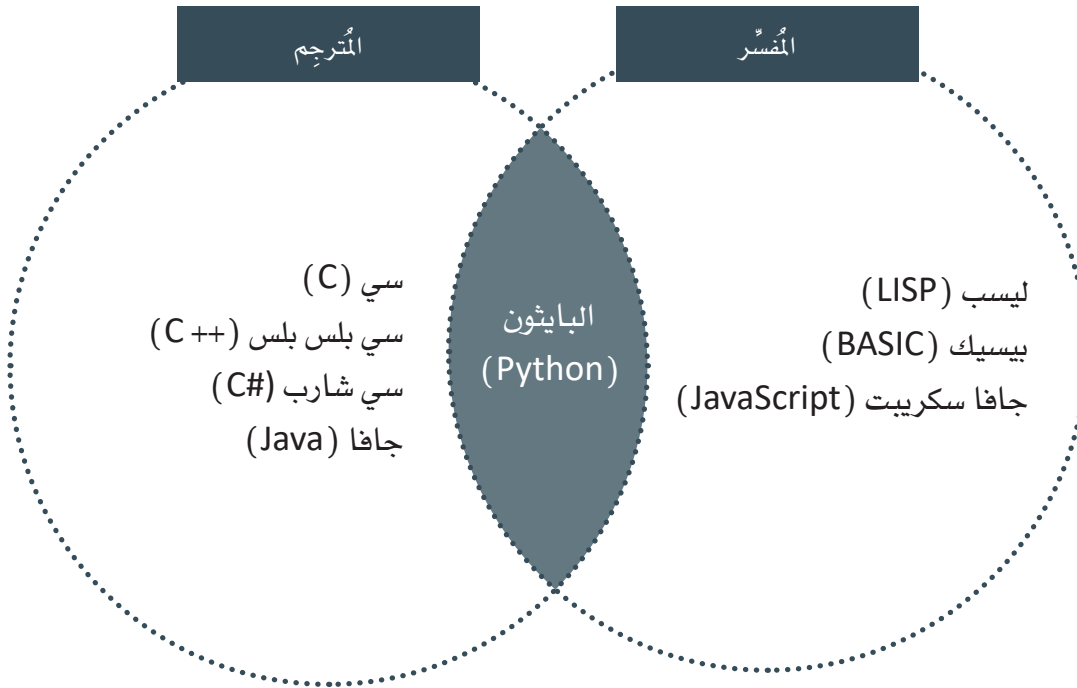 المُفسِّر
المُترجِم
ليسب (LISP)
بيسيك (BASIC)
جافا سكريبت (JavaScript)
البايثون
(Python)
سي (C)
سي بلس بلس (C ++)
سي شارب (C#)
جافا (Java)